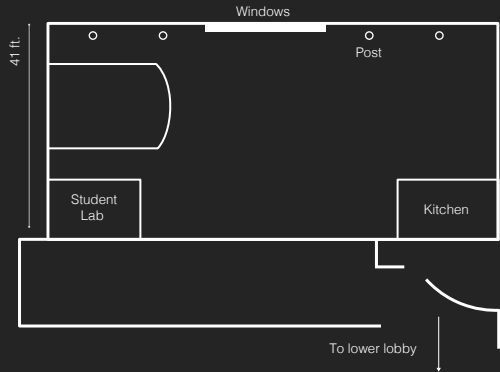 Windows
41 ft.
Post
Student
Lab
Kitchen
To lower lobby